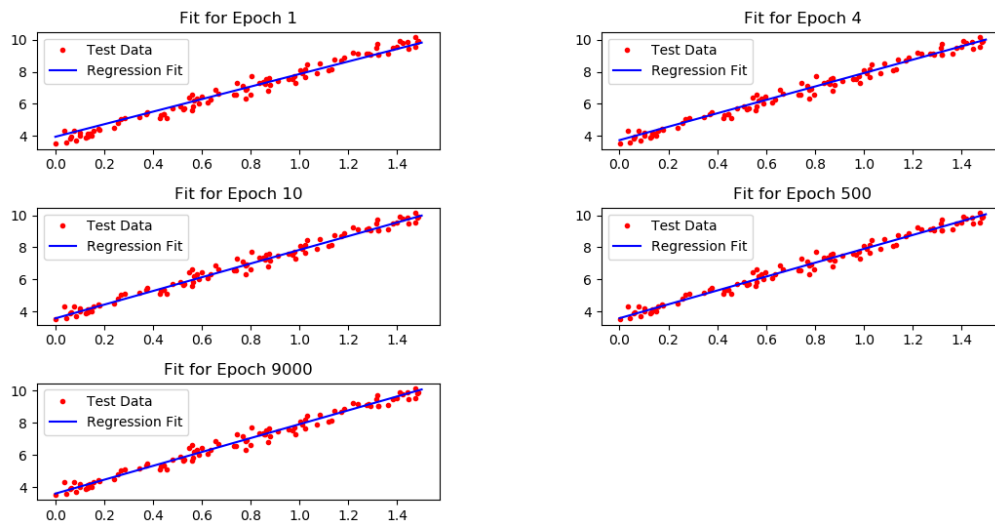 Fit for Epoch 1
10
8
6
4
Test Data
Regression Fit
0.0 0.2 0.4 0.6 0.8 1.0 1.2 1.4
Fit for Epoch 4
10
8
6
4
Test Data
Regression Fit
0.0 0.2 0.4 0.6 0.8 1.0 1.2 1.4
Fit for Epoch 10
10
8
6
4
Test Data
Regression Fit
0.0 0.2 0.4 0.6 0.8 1.0 1.2 1.4
Fit for Epoch 500
10
8
6
4
Test Data
Regression Fit
0.0 0.2 0.4 0.6 0.8 1.0 1.2 1.4
Fit for Epoch 9000
10
8
6
4
Test Data
Regression Fit
0.0 0.2 0.4 0.6 0.8 1.0 1.2 1.4